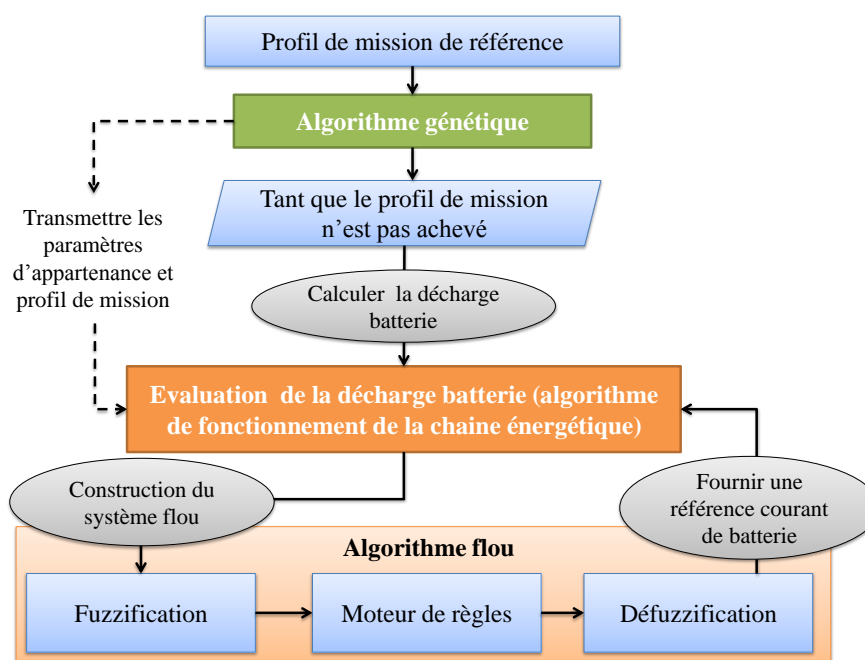 Profil de mission de référence
Algorithme génétique
Tant que le profil de mission
n'est pas achevé
Transmettre les
paramètres
d'appartenance et
profil de mission
Calculer la décharge
batterie
Evaluation de la décharge batterie (algorithme
de fonctionnement de la chaine énergétique)
Construction du
système flou
Fournir une
référence courant
de batterie
Algorithme flou
Fuzzification
Moteur de règles
Défuzzification